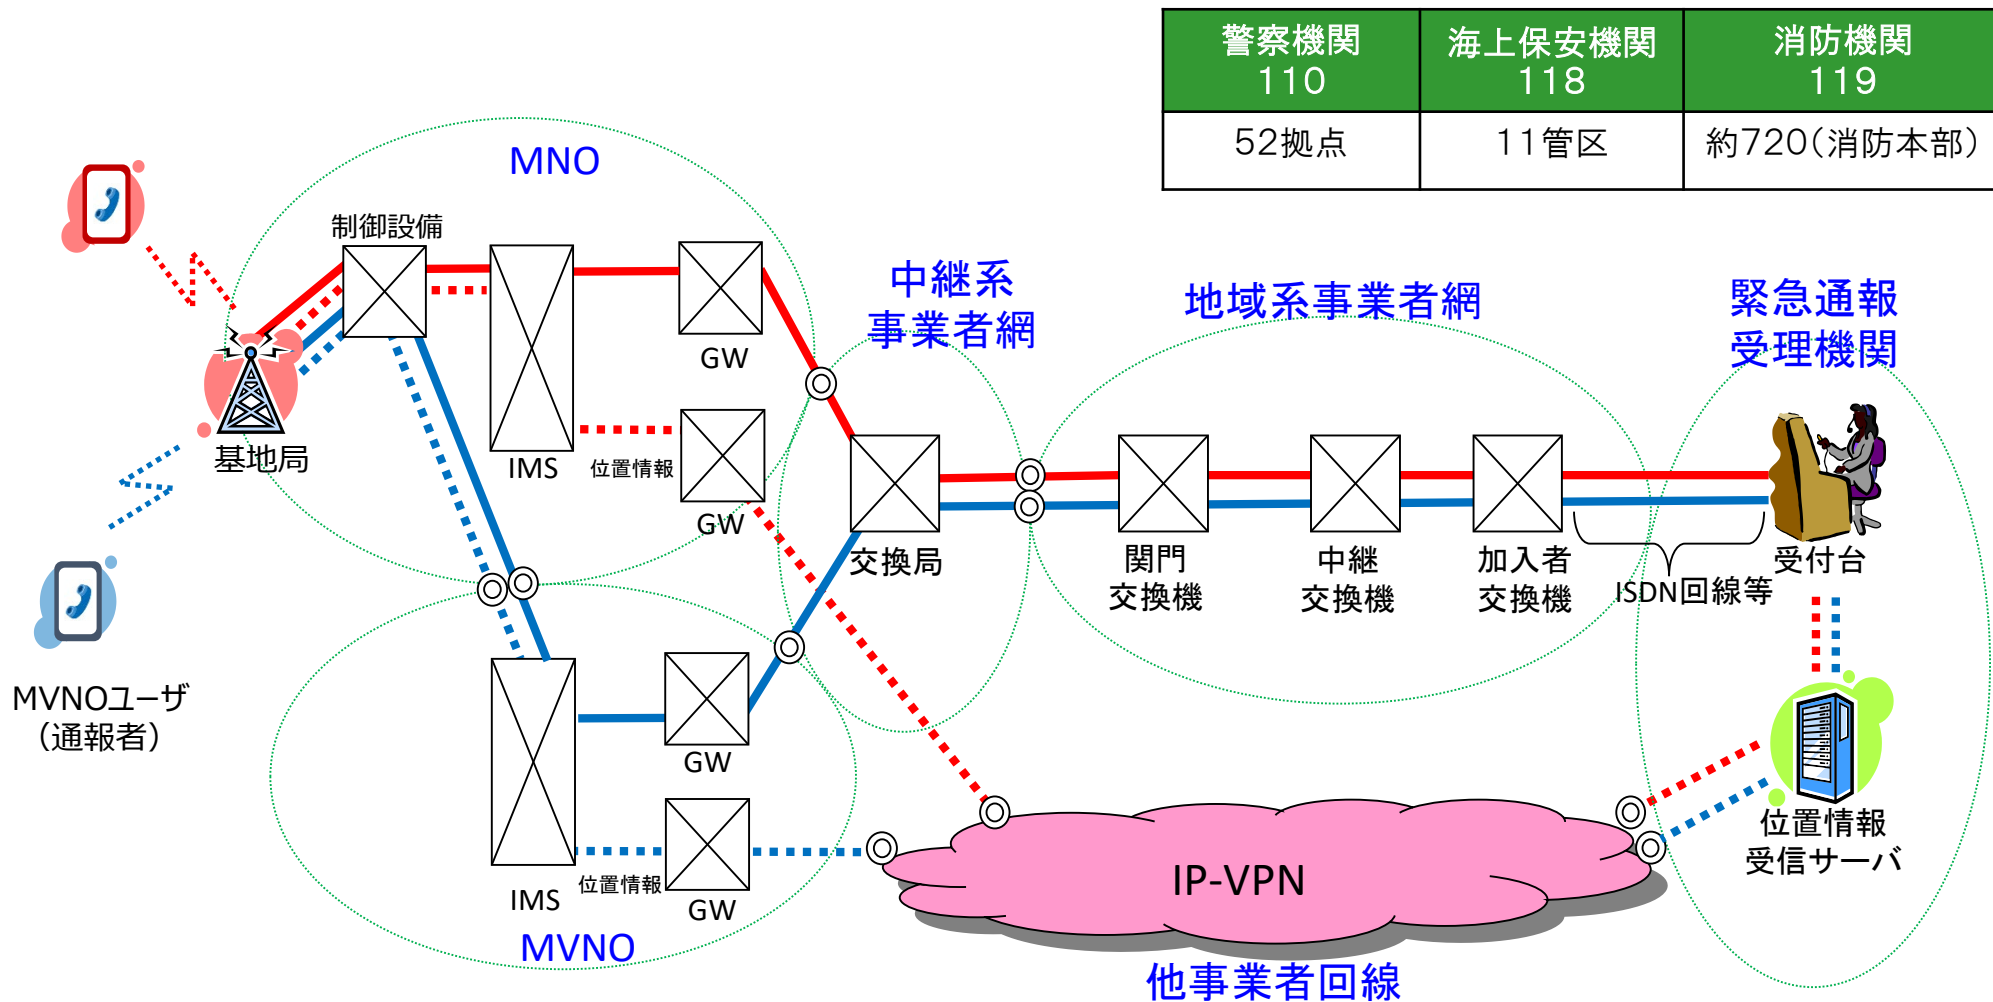 警察機関
110
海上保安機関
118
消防機関
119
52拠点
11管区
約720(消防本部)
MNO
制御設備
GW
IMS
位置情報
GW
基地局
中継系
事業者網
地域系事業者網
緊急通報
受理機関
交換局
関門
交換機
中継
交換機
加入者
交換機
ISDN回線等
受付台
MVNOユーザ
（通報者）
GW
IMS
位置情報
GW
MVNO
IP-VPN
他事業者回線
位置情報
受信サーバ